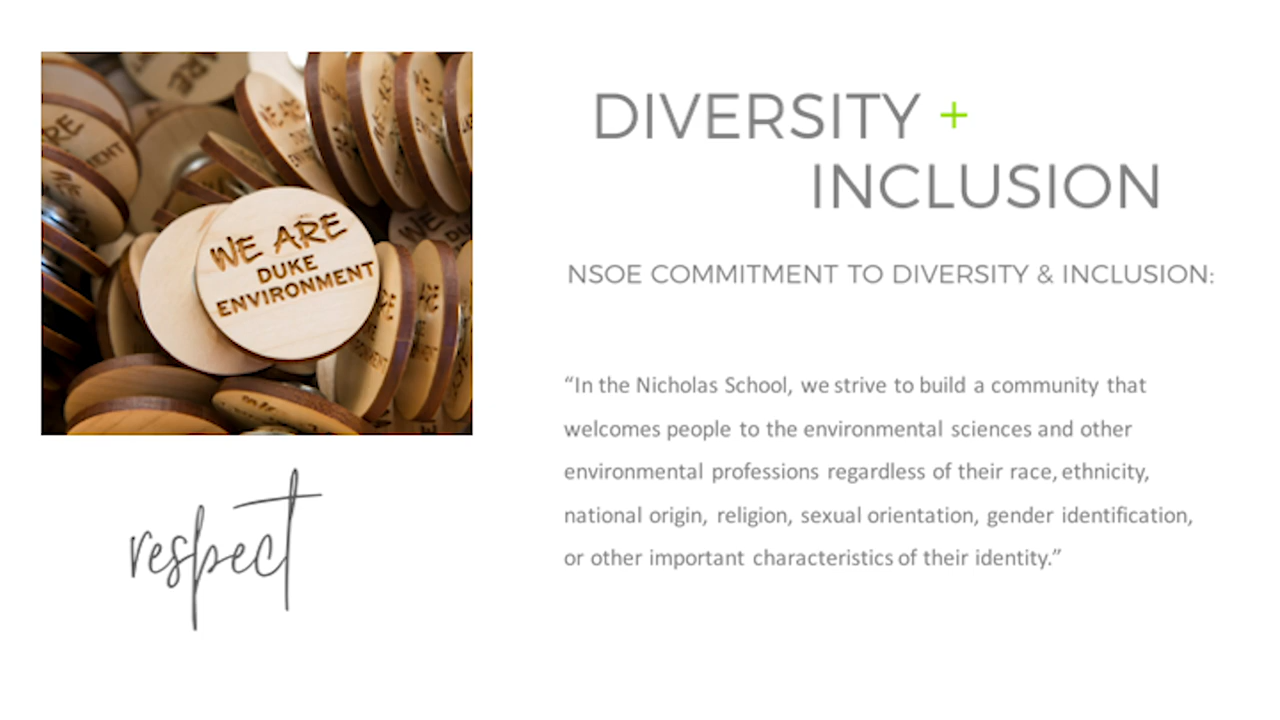 DIVERSITY +
INCLUSION
NSOE COMMITMENT TO DIVERSITY & INCLUSION:
“In the Nicholas School, we strive to build a community that
welcomes people to the environmental sciences and other
environmental professions regardless of their race, ethnicity,
national origin, religion, sexual orientation, gender identification,
or other important characteristics of their identity.”
WE ARE
DUKE
ENVIRONMENT
respect